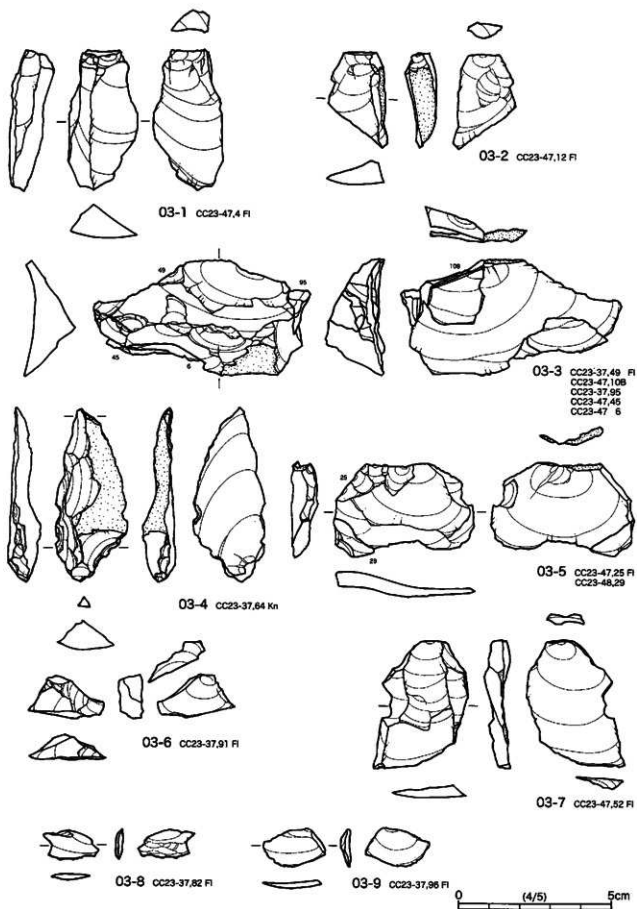 03-1 CC23-47,4 Fl
03-2 CC23-47,12 Fl
49
95
45
6
108
03-3 CC23-37,49 Fl
CC23-47,108
CC23-37,95
CC23-47,45
CC23-47 6
03-4 CC23-37,64 Kn
25
29
03-5 CC23-47,25 Fl
CC23-48,29
03-6 CC23-37,91 Fl
03-7 CC23-47,52 Fl
03-8 CC23-37,82 Fl
03-9 CC23-37,96 Fl
0 (4/5) 5cm